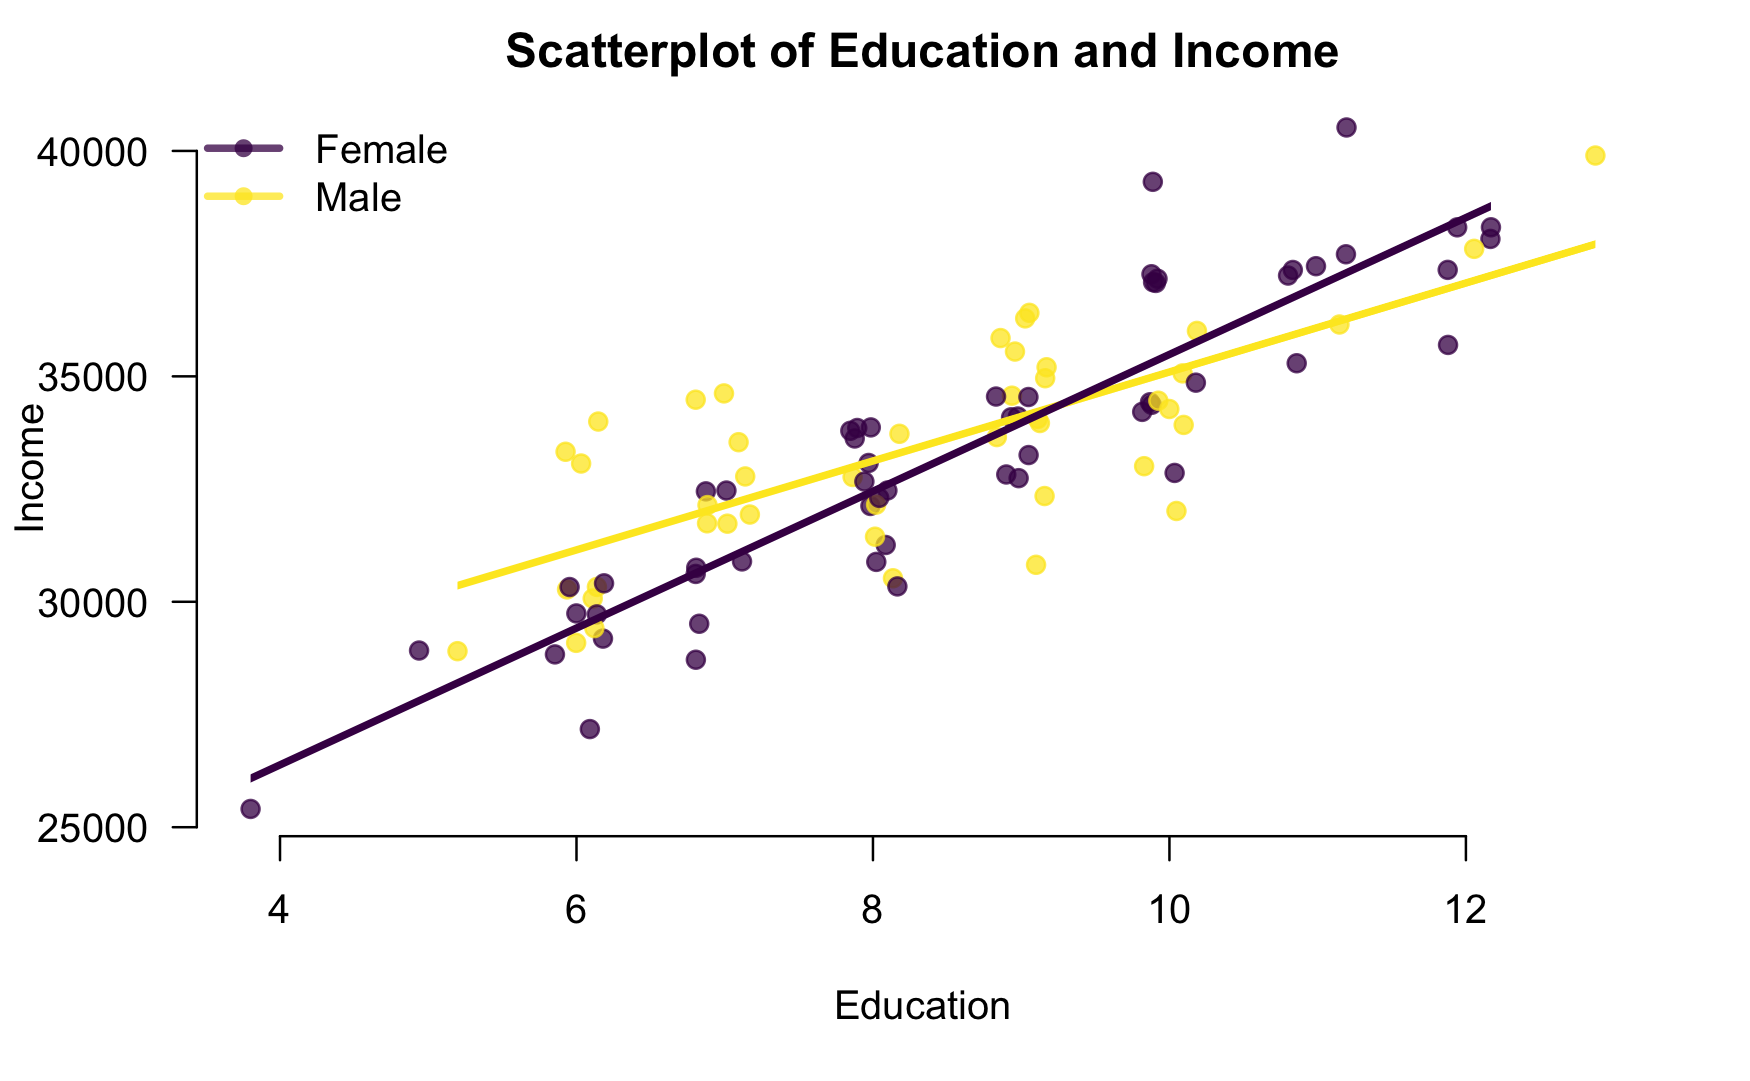 Scatterplot of Education and Income
Female
Male
40000
35000
30000
25000
Income
4 6 8 10 12
Education